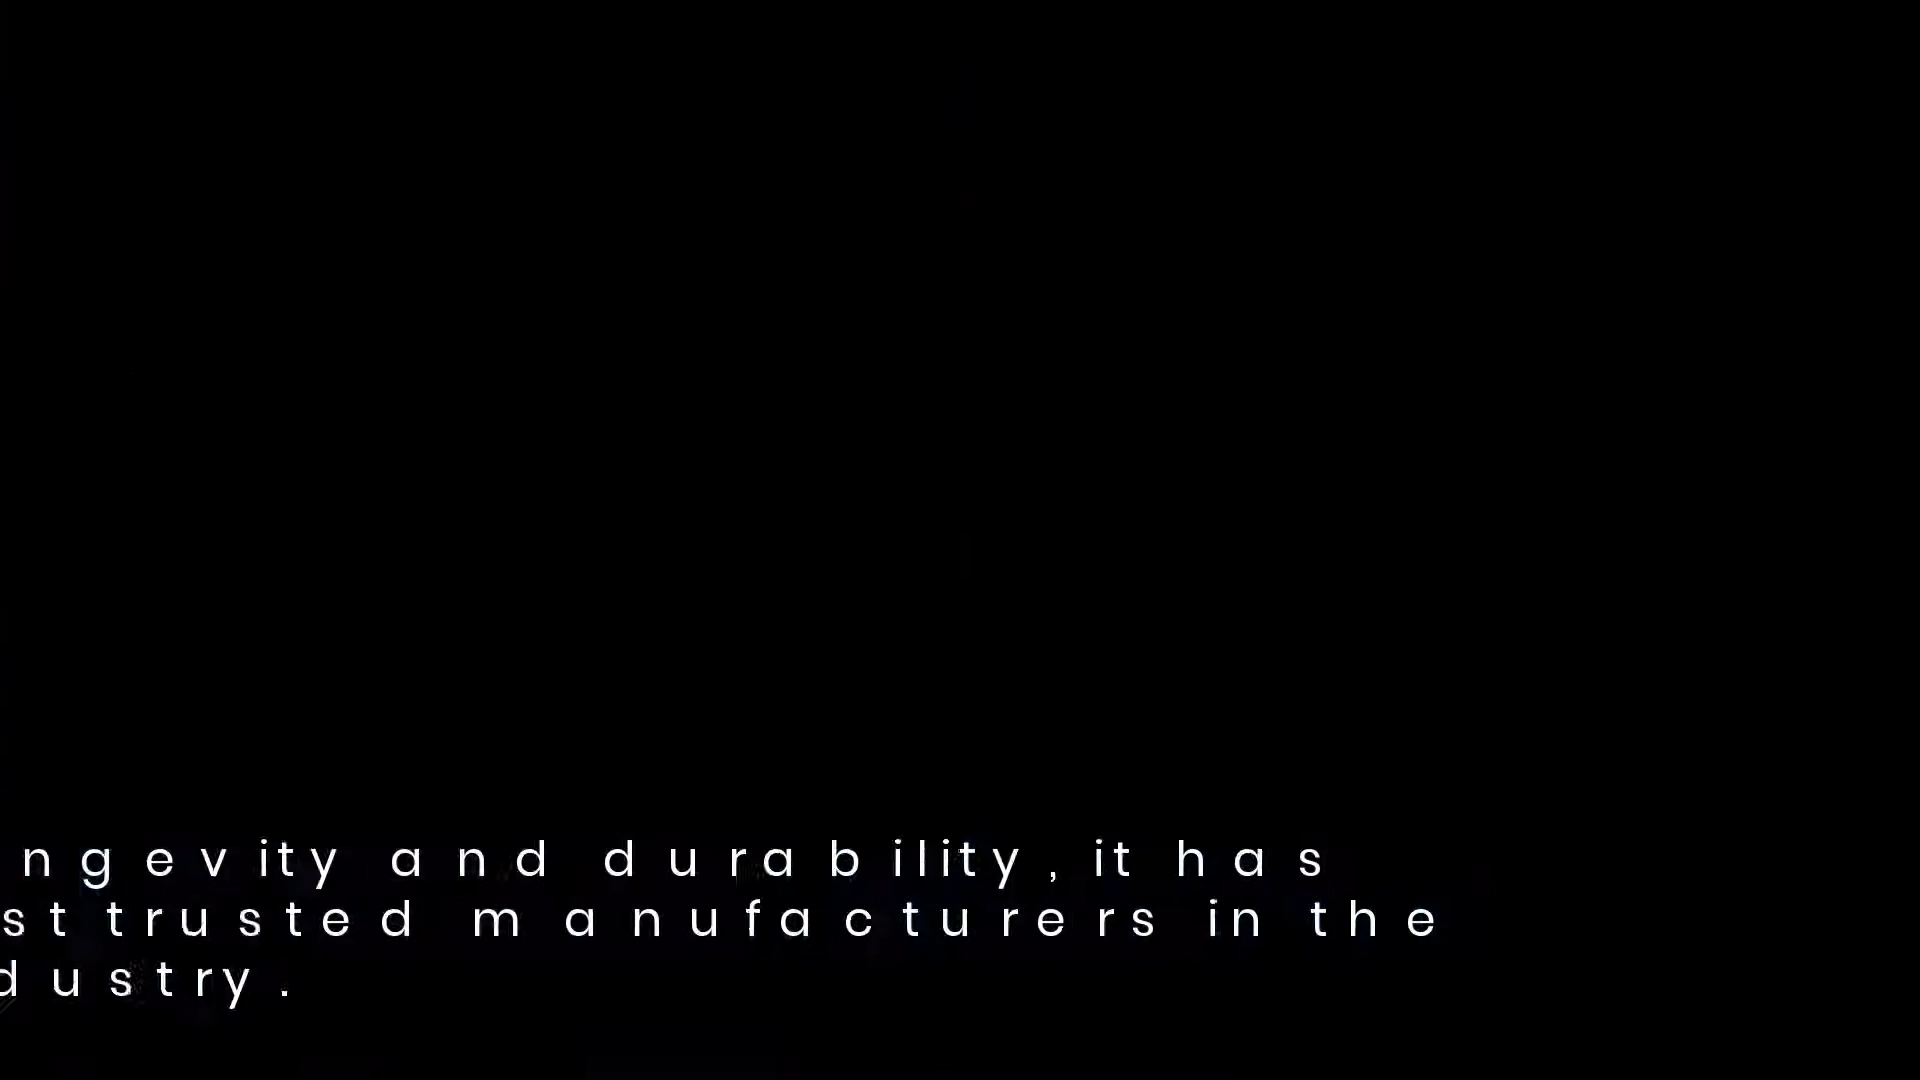 ngevity and durability, it has
st trusted manufacturers in the
dustry.